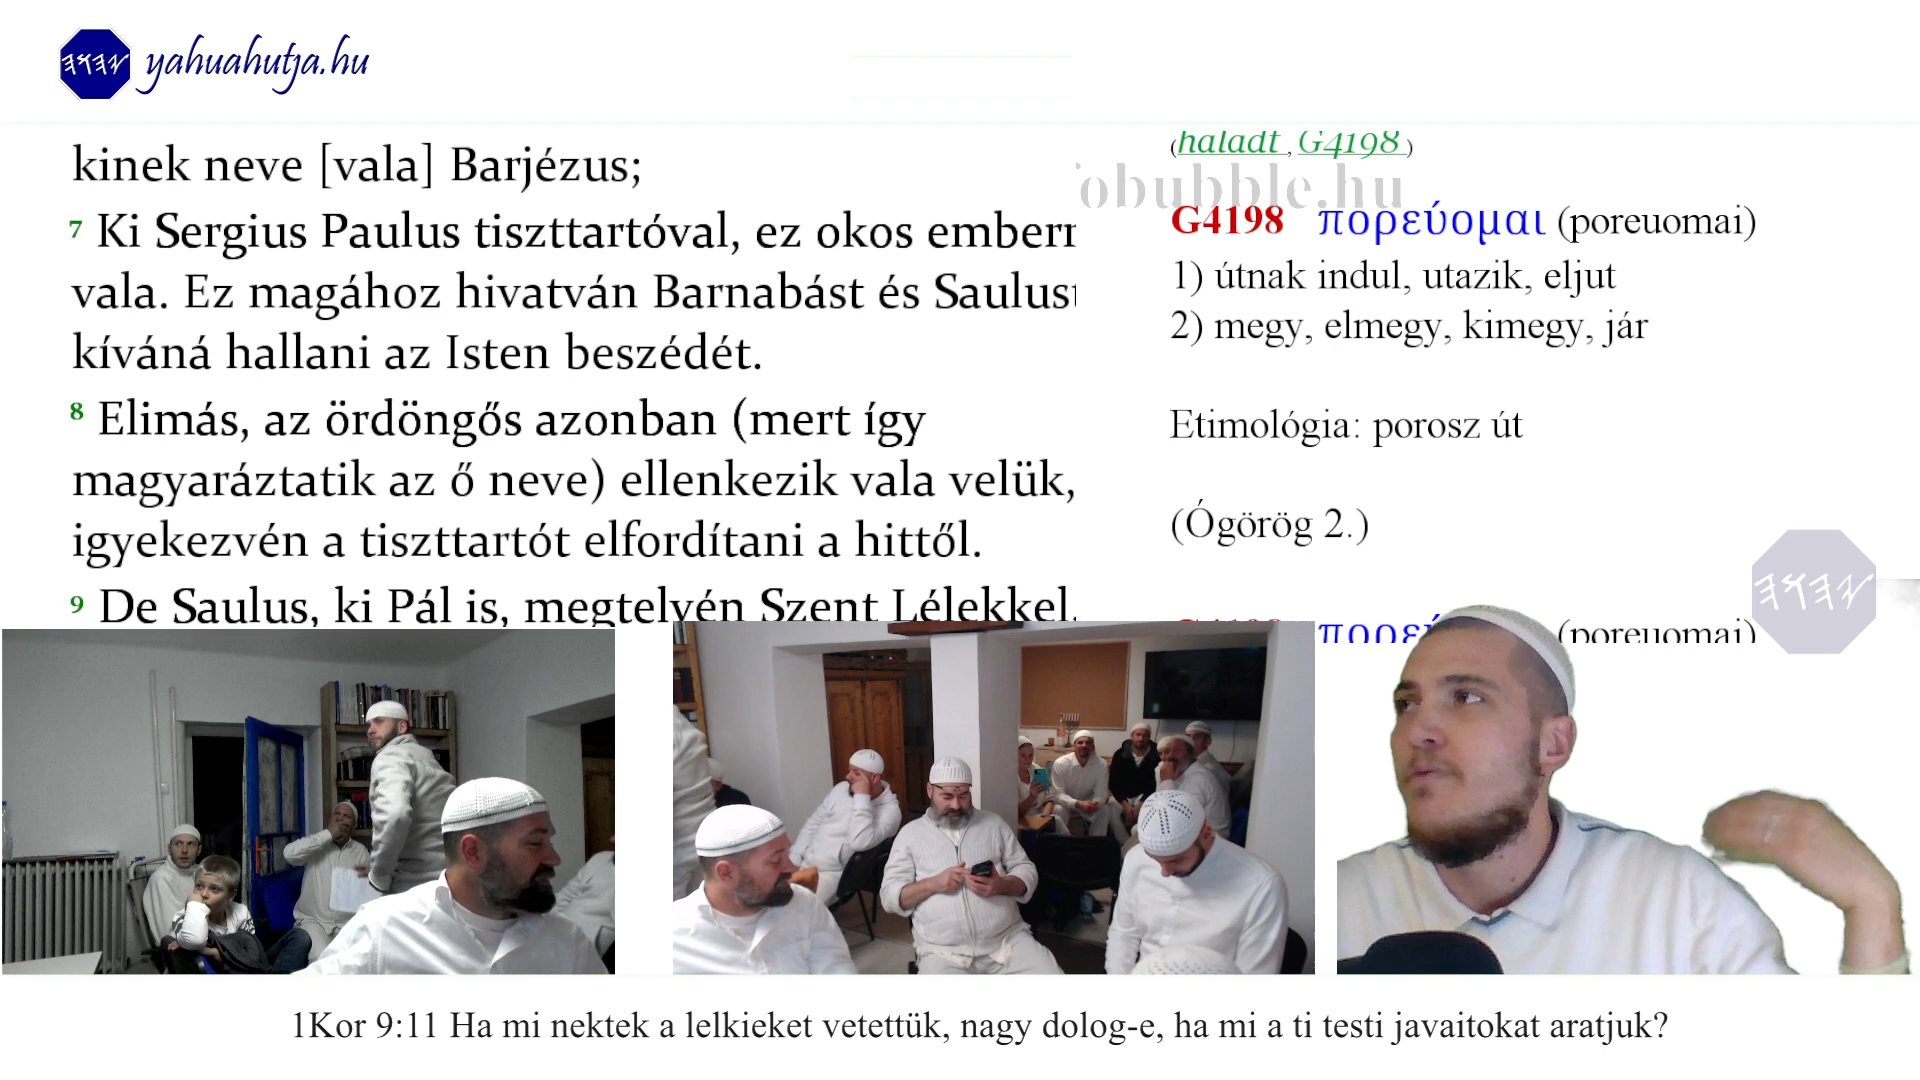 yahuahutja.hu
kinek neve [vala] Barjézus;
7 Ki Sergius Paulus tiszttartóval, ez okos
vala. Ez magához hivatván Barnabást és
kíváná hallani az Isten beszédét.
8 Elimás, az ördöngős azonban (mert így
magyaráztatik az ő neve) ellenkezik vala velük,
igyekezvén a tiszttartót elfordítani a hittől.
9 De Saulus, ki Pál is, megtelvén Szent Lélekkel,
(haladt, G4198)
obubble.hu
G4198 πορεύομαι (poreuomai)
1) útnak indul, utazik, eljut
2) megy, elmegy, kimegy, jár
Etimológia: porosz út
(Ógörög 2.)
(poreuomai)
1Kor 9:11 Ha mi nektek a lelkieket vetettük, nagy dolog-e, ha mi a ti testi javaitokat aratjuk?